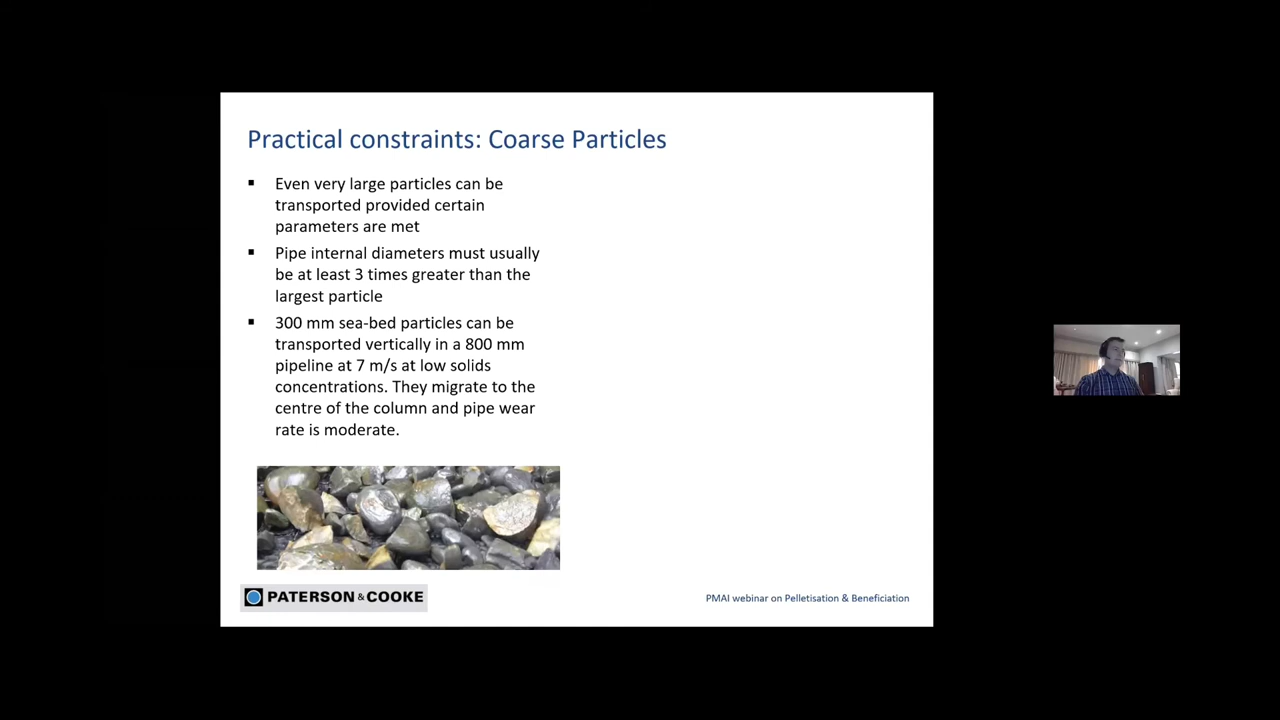 Practical constraints: Coarse Particles
▪ Even very large particles can be
transported provided certain
parameters are met
▪ Pipe internal diameters must usually
be at least 3 times greater than the
largest particle
▪ 300 mm sea-bed particles can be
transported vertically in a 800 mm
pipeline at 7 m/s at low solids
concentrations. They migrate to the
centre of the column and pipe wear
rate is moderate.
PATERSON & COOKE
PMAI webinar on Pelletisation & Beneficiation